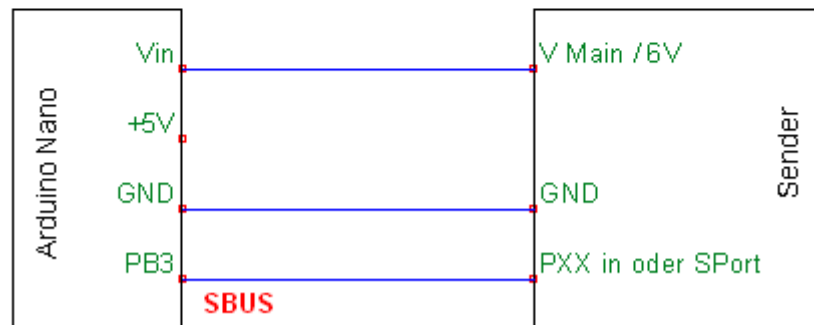 Arduino Nano
Vin
+5V
GND
PB3
SBUS
V Main /6V
GND
PXX in oder SPort
Sender